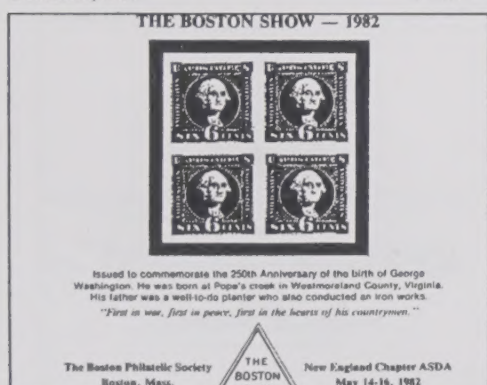 THE BOSTON SHOW — 1982
SIX 6 CENTS
SIX 6 CENTS
SIX 6 CENTS
SIX 6 CENTS
Issued to commemorate the 250th Anniversary of the birth of George
Washington. He was born at Pope's creek in Westmoreland County, Virginia.
His father was a well-to-do planter who also conducted an iron works.
"First in war, first in peace, first in the hearts of his countrymen."
THE
BOSTON
The Boston Philatelic Society
Boston, Mass.
New England Chapter ASDA
May 14-16, 1982